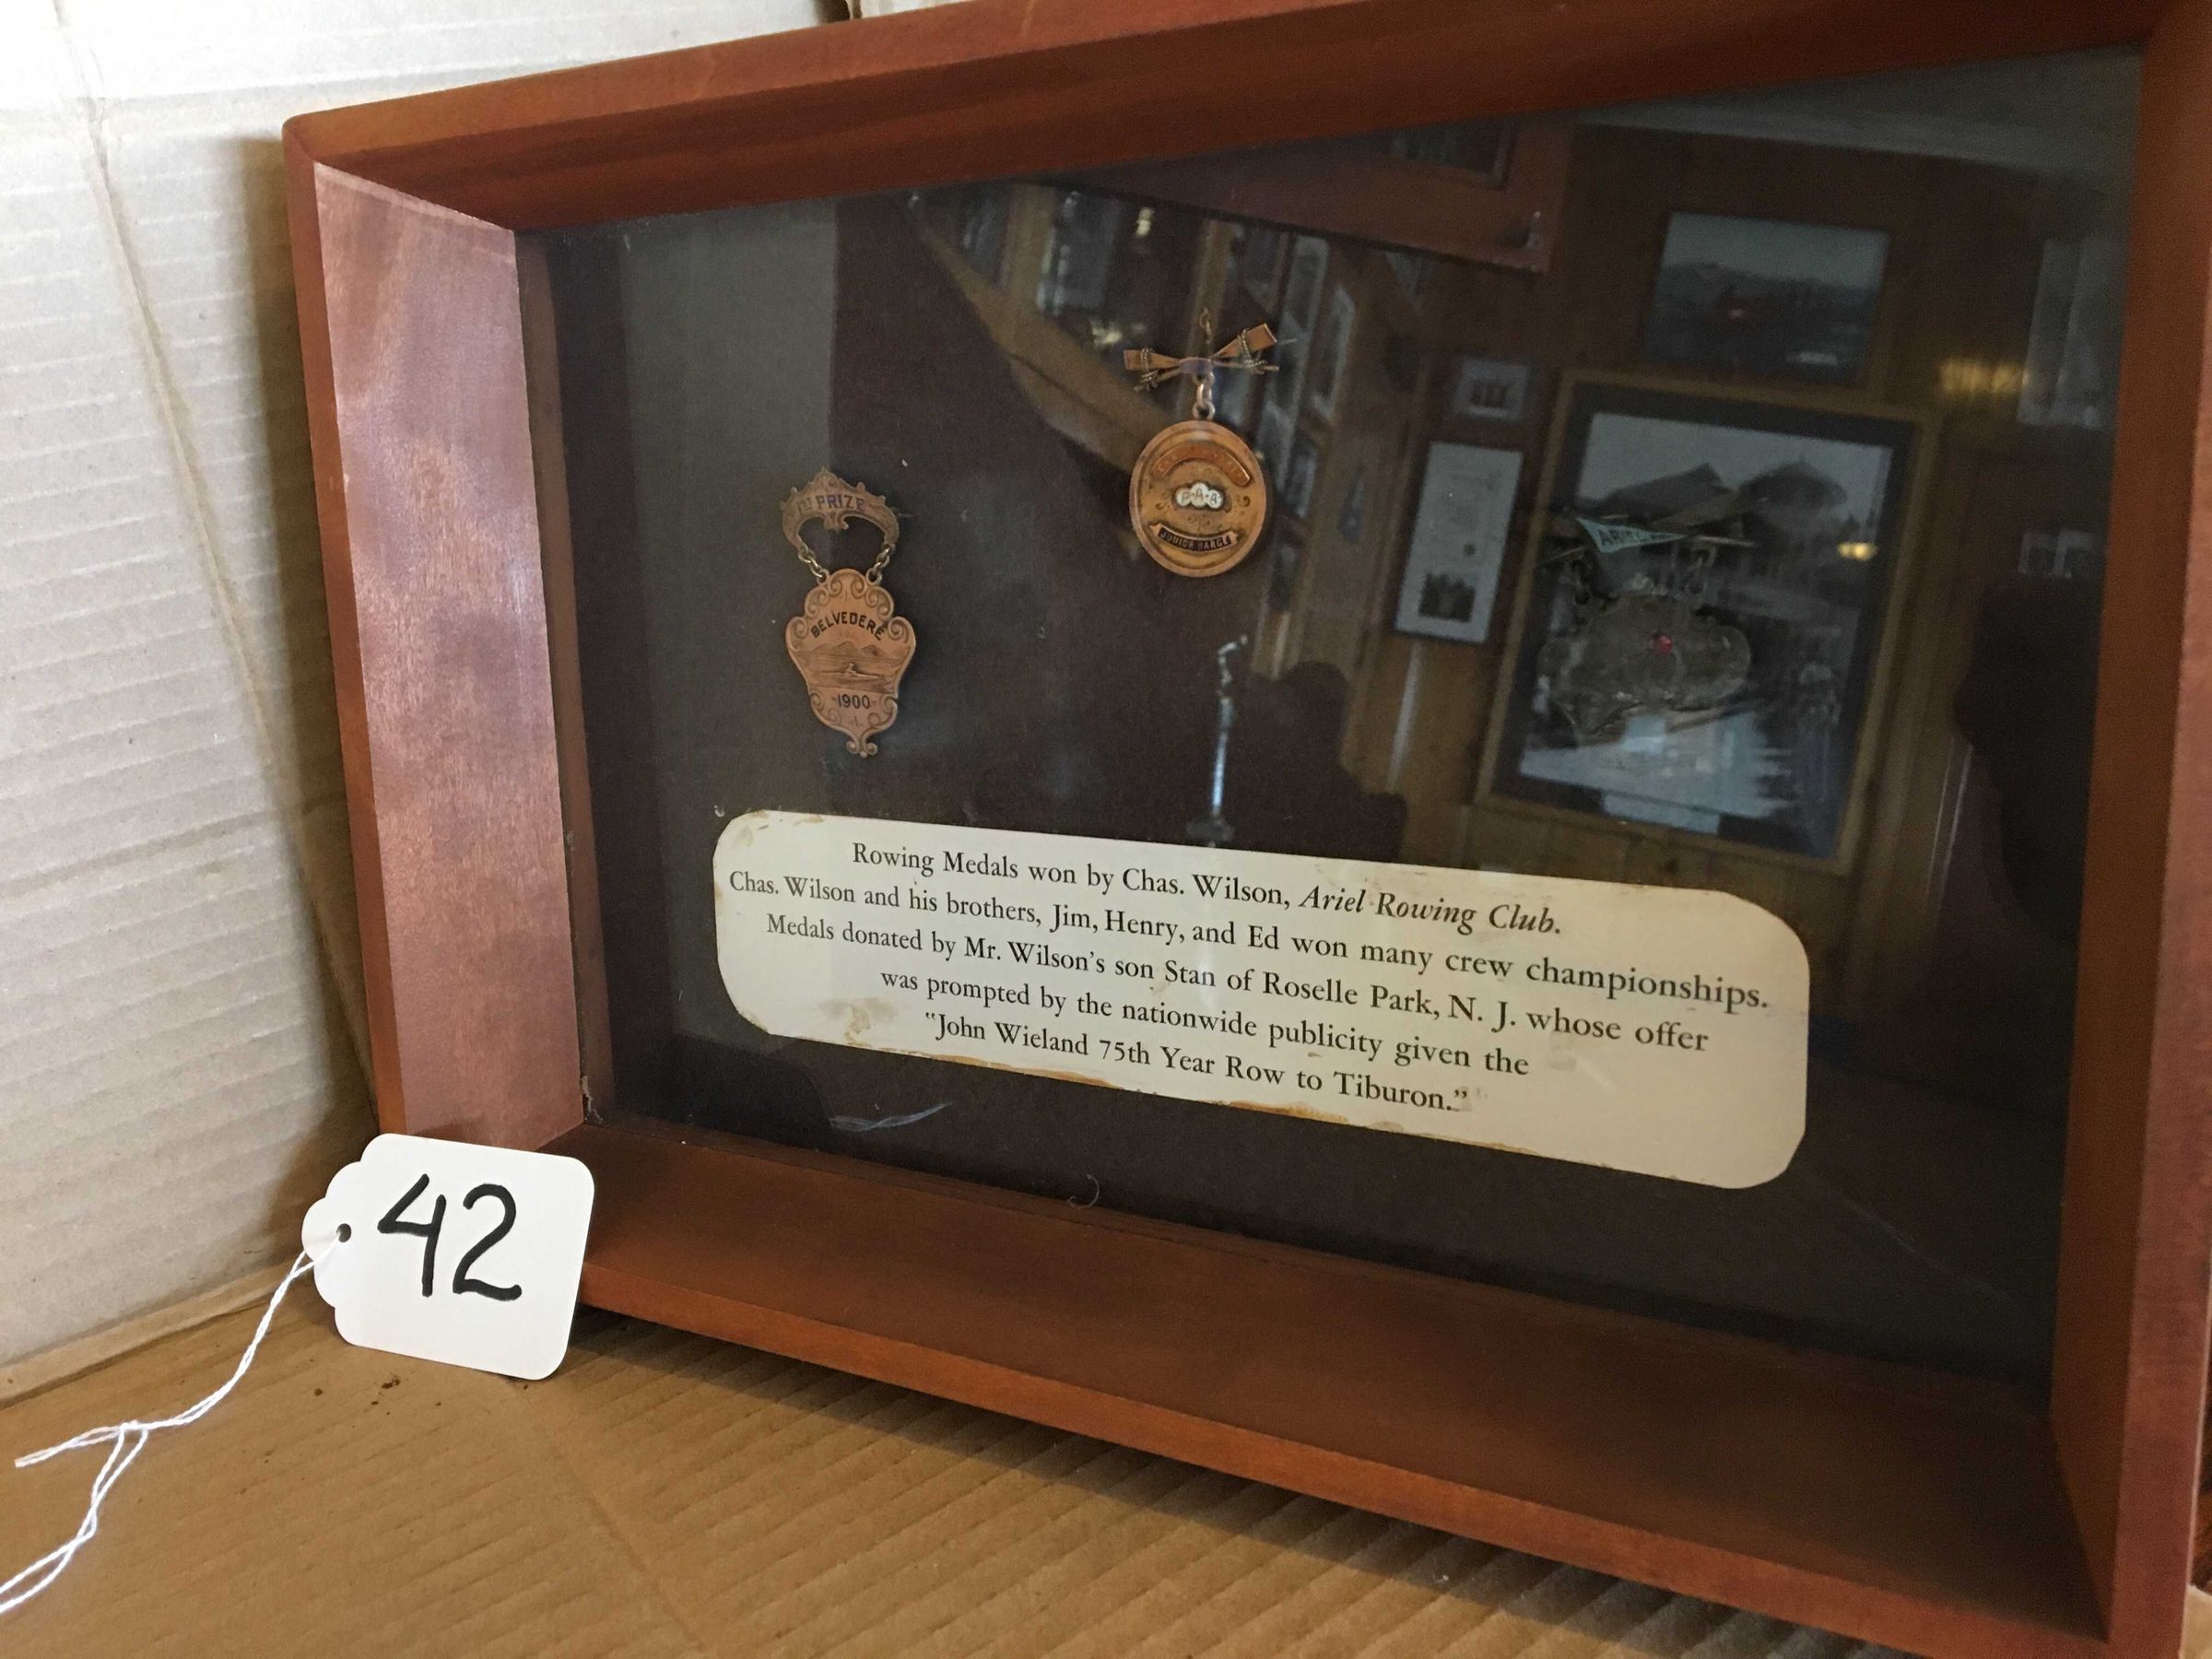 1ST PRIZE
BELVEDERE
1900
P.A.A.
JUNIOR BARGE
Rowing Medals won by Chas. Wilson, Ariel Rowing Club.
Chas. Wilson and his brothers, Jim, Henry, and Ed won many crew championships.
Medals donated by Mr. Wilson's son Stan of Roselle Park, N. J. whose offer
was prompted by the nationwide publicity given the
"John Wieland 75th Year Row to Tiburon."
42